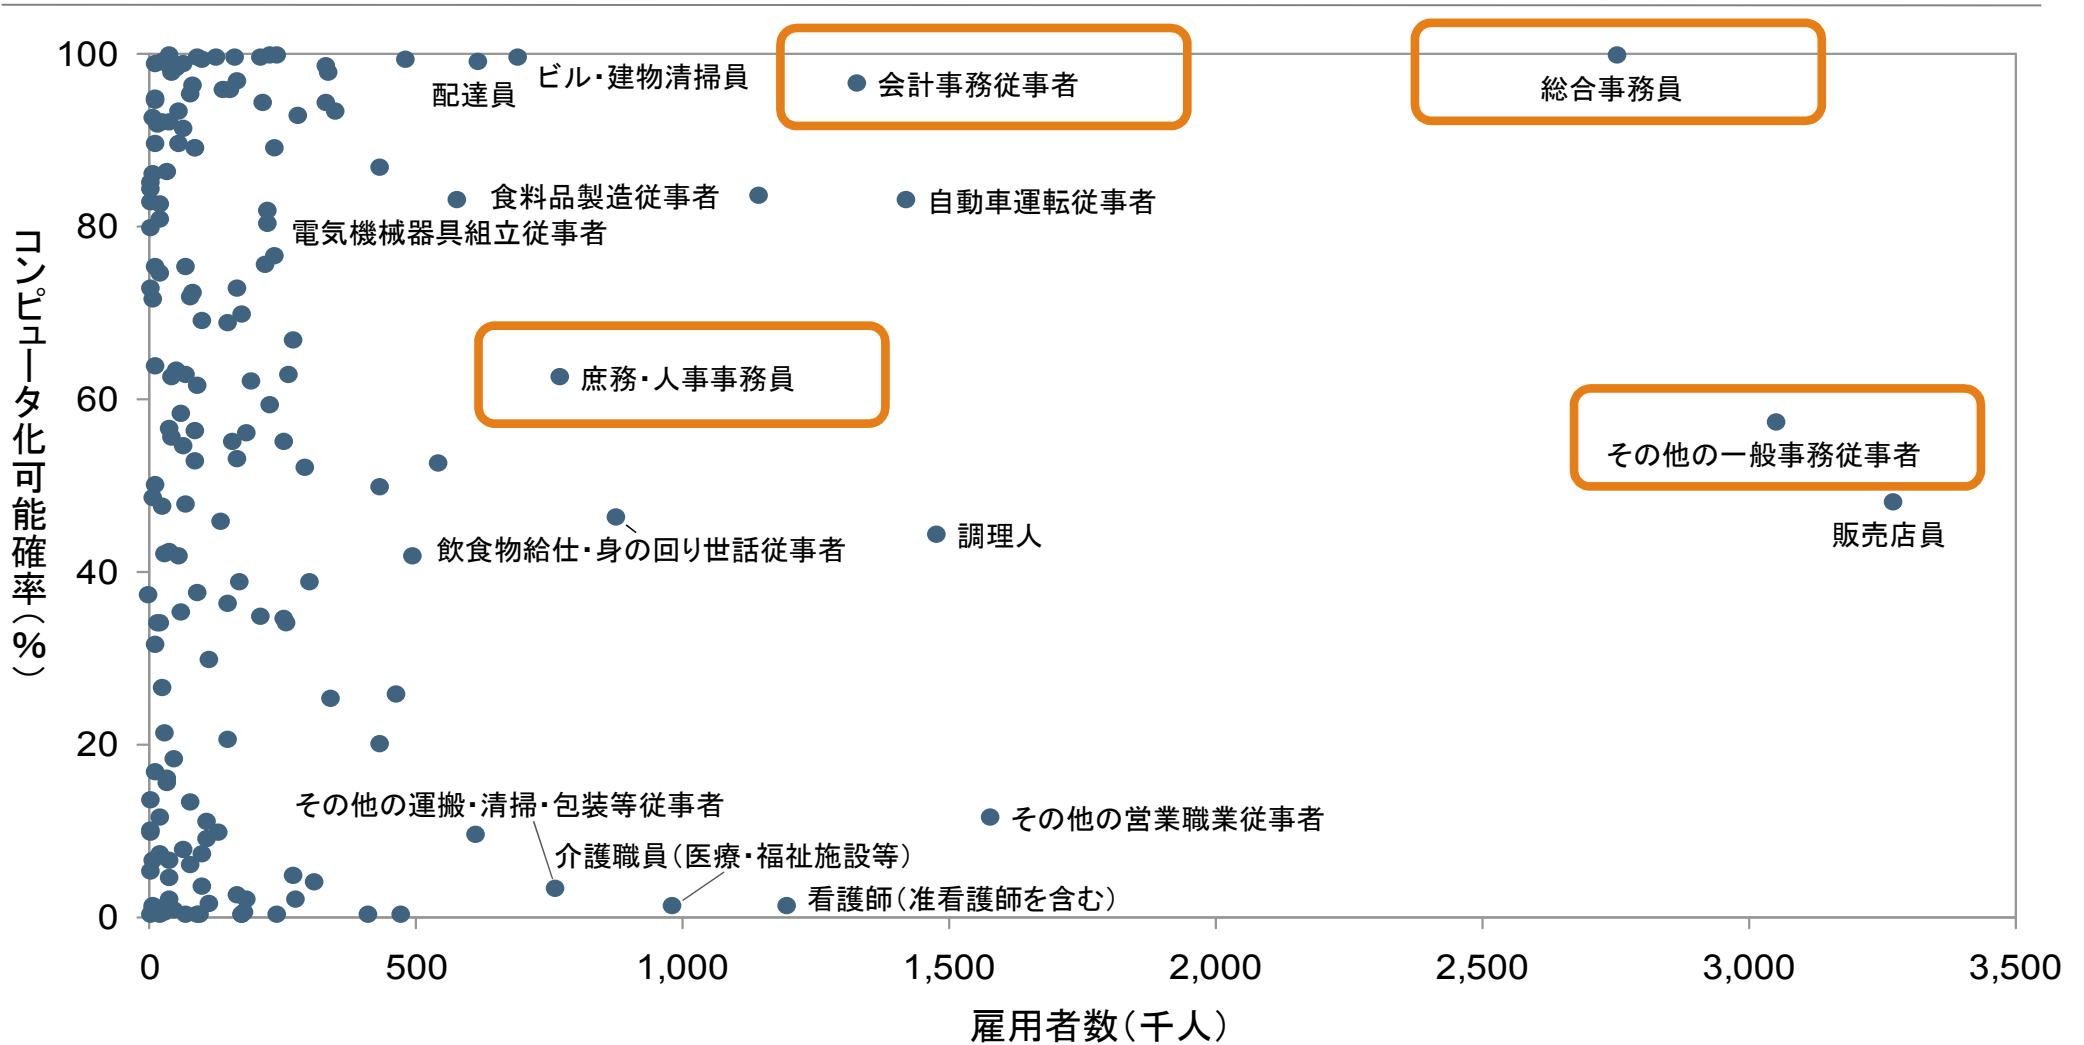 コンピュータ化可能確率(%)
100
80
60
40
20
0
配達員
ビル・建物清掃員
会計事務従事者
総合事務員
食料品製造従事者
自動車運転従事者
電気機械器具組立従事者
庶務・人事事務員
その他の一般事務従事者
販売店員
飲食物給仕・身の回り世話従事者
調理人
その他の運搬・清掃・包装等従事者
その他の営業職業従事者
介護職員(医療・福祉施設等)
看護師(准看護師を含む)
0
500
1,000
1,500
2,000
2,500
3,000
3,500
雇用者数(千人)